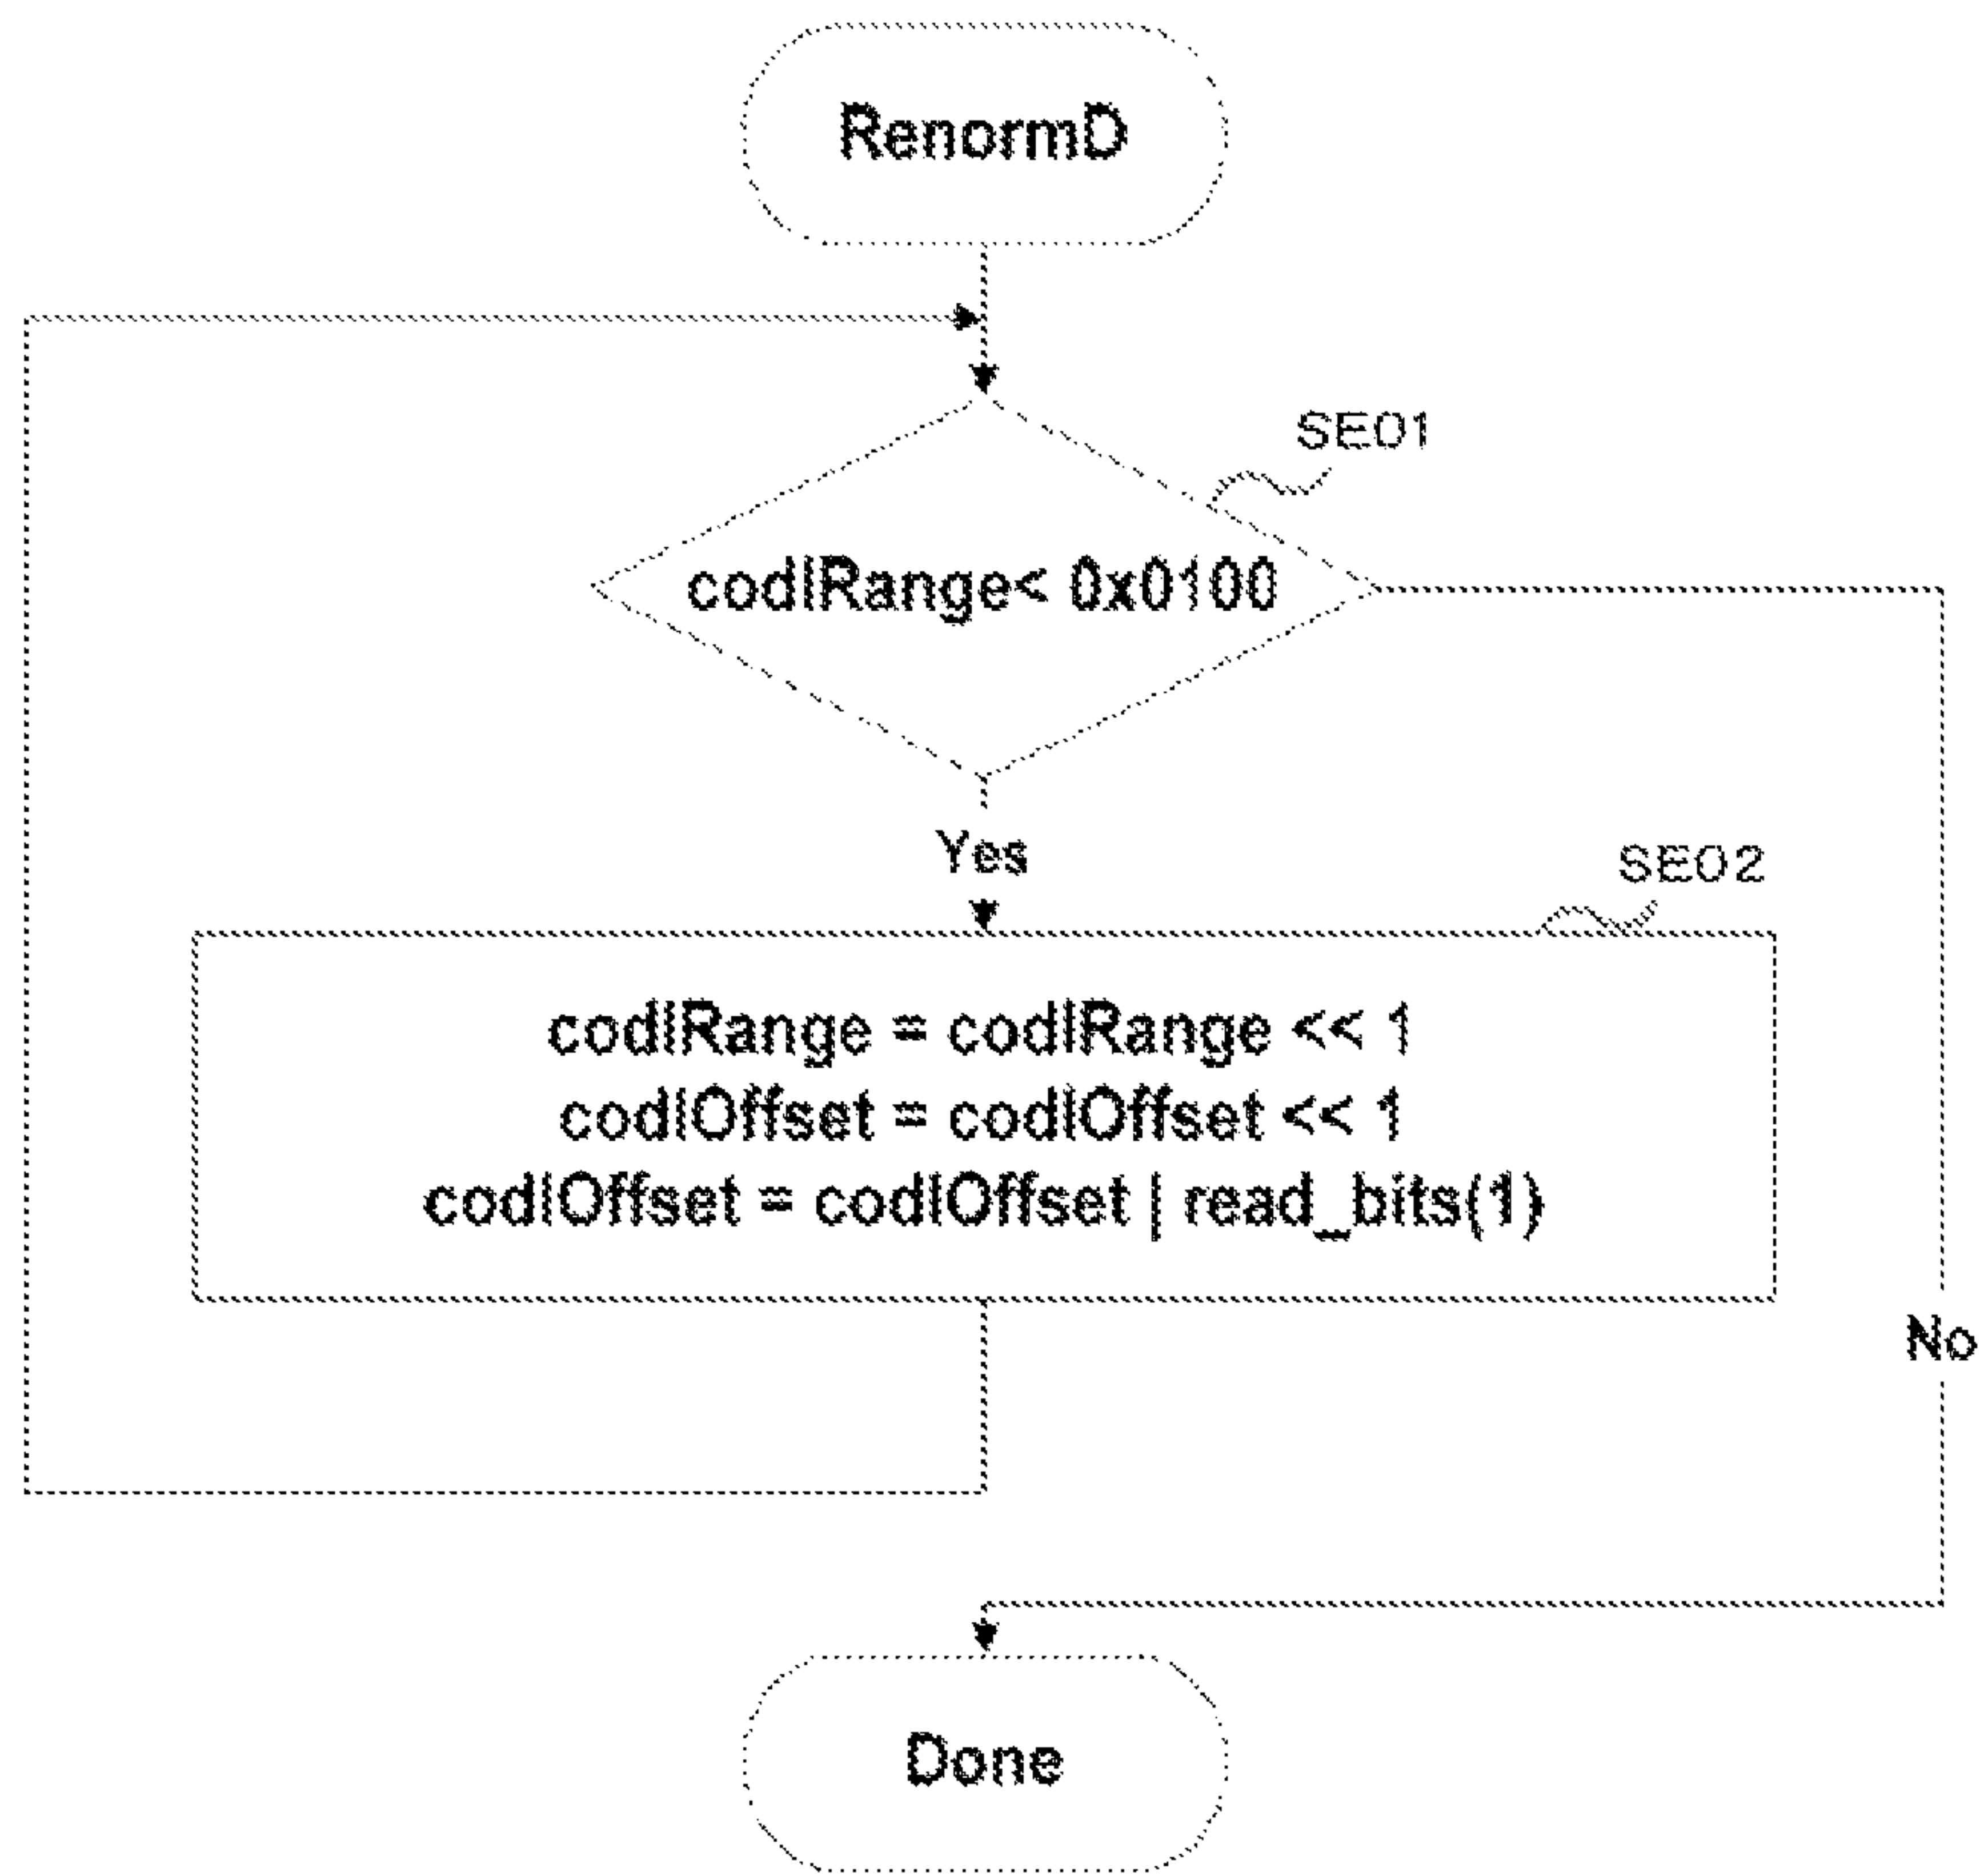 RenormD
SE01
codIRange< 0x0100
Yes
SE02
codIRange = codIRange << 1
codIOffset = codIOffset << 1
codIOffset = codIOffset | read_bits(1)
No
Done